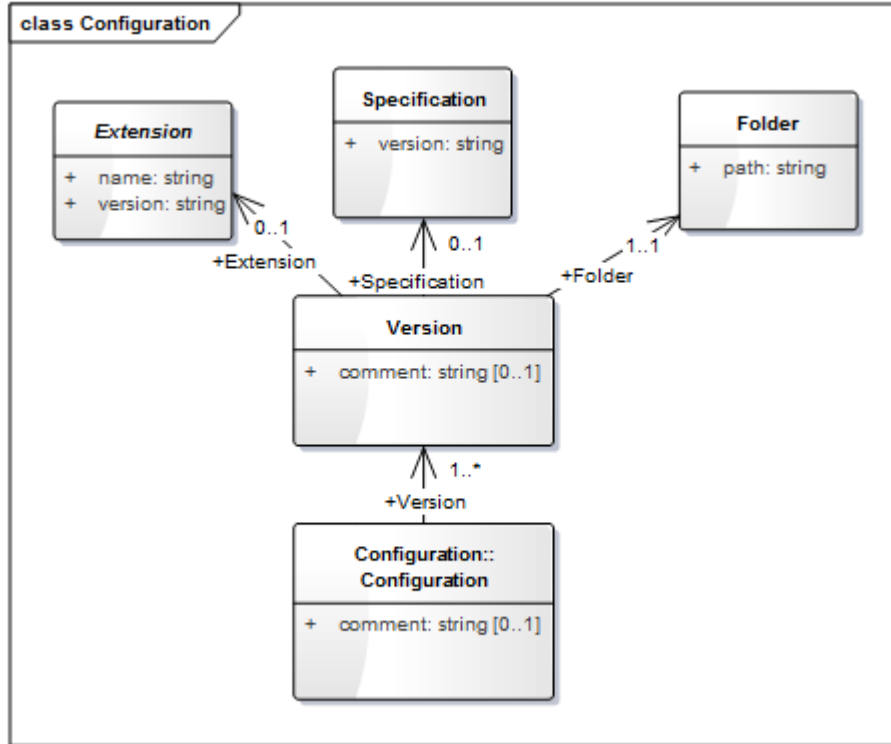 class Configuration
Extension
+ name: string
+ version: string
Specification
+ version: string
Folder
+ path: string
0..1
+Extension
0..1
+Specification
1..1
+Folder
Version
+ comment: string [0..1]
1..*
+Version
Configuration::
Configuration
+ comment: string [0..1]